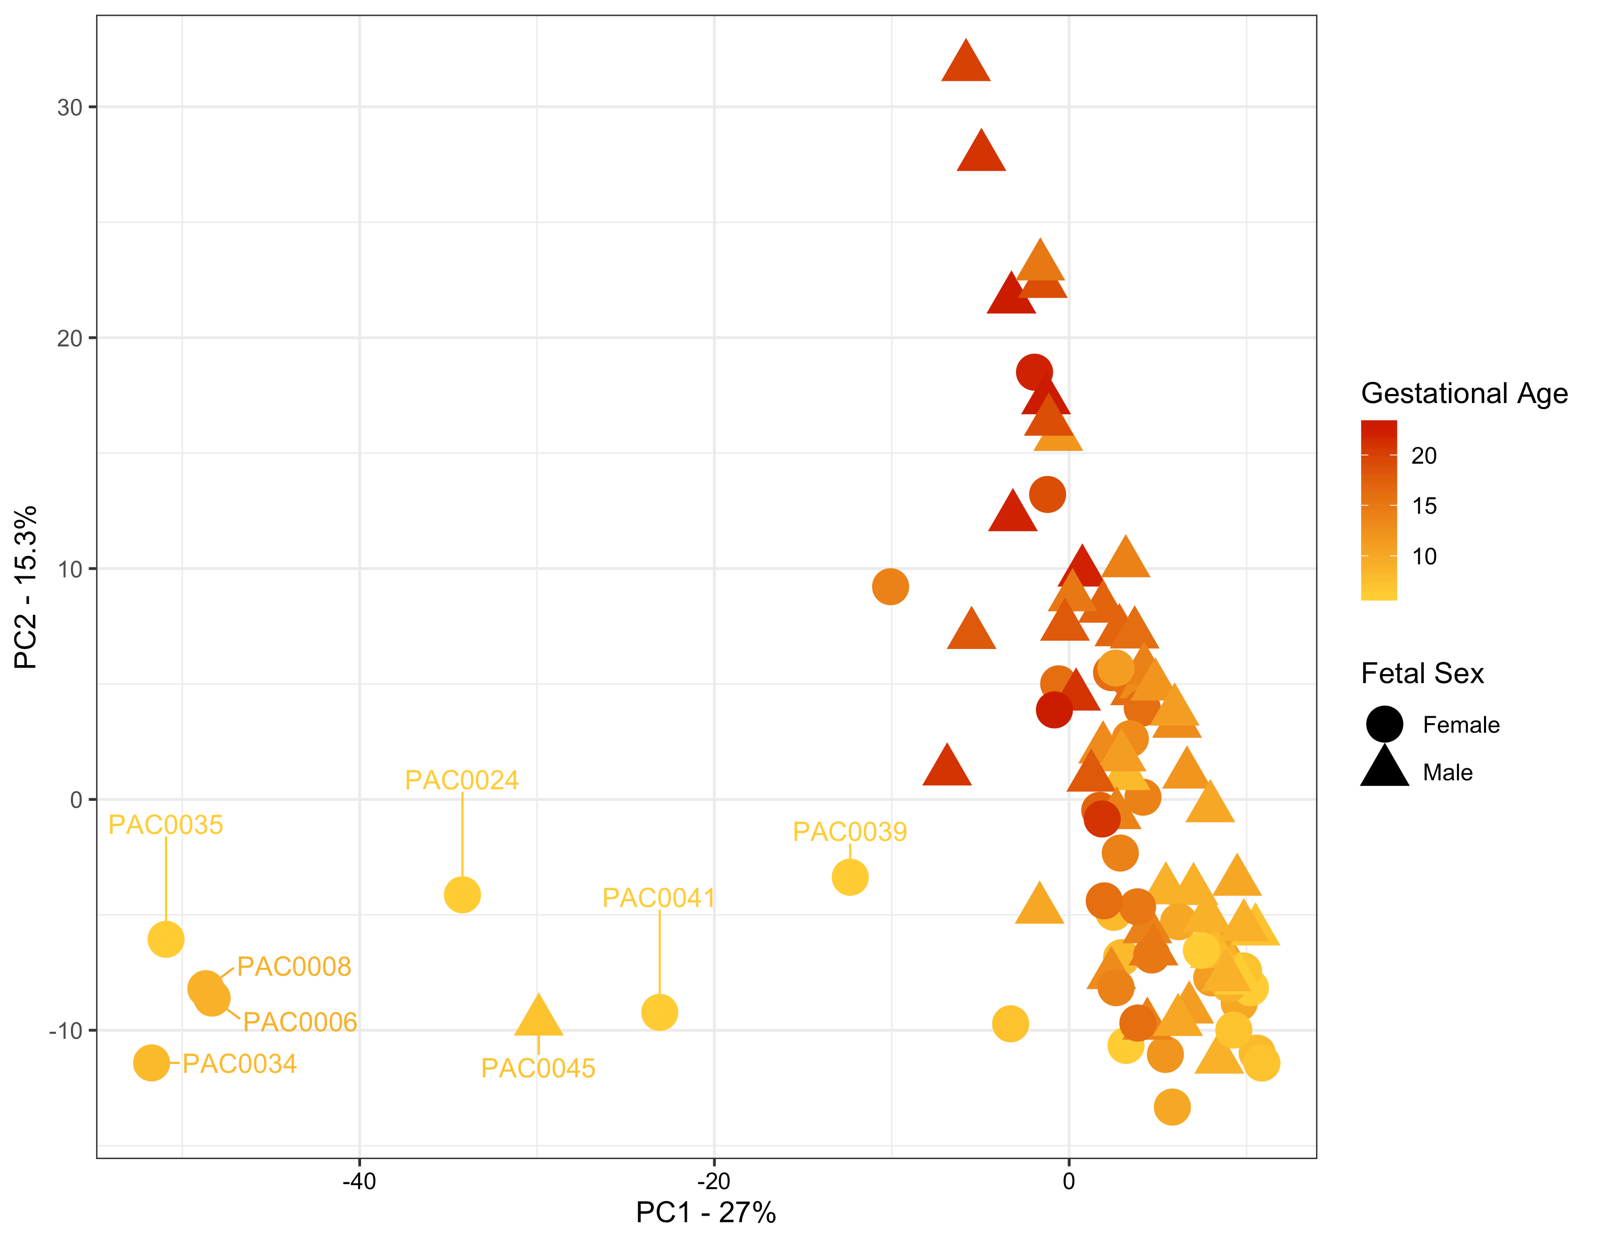 30
20
10
0
-10
PC2 - 15.3%
PAC0024
PAC0035
PAC0039
PAC0041
PAC0008
PAC0006
PAC0034
PAC0045
-40
-20
0
PC1 - 27%
Gestational Age
20
15
10
Fetal Sex
Female
Male